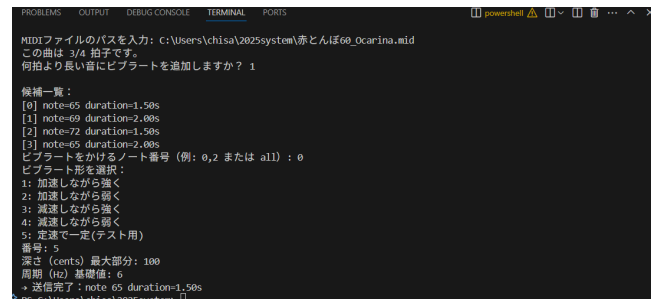 PROBLEMS OUTPUT DEBUG CONSOLE TERMINAL PORTS powershell
MIDIファイルのパスを入力: C:\Users\chisa\2025system\赤とんぼ60_Ocarina.mid
この曲は 3/4 拍子です。
何拍より長い音にビブラートを追加しますか？ 1
候補一覧：
[0] note=65 duration=1.50s
[1] note=69 duration=2.00s
[2] note=72 duration=1.50s
[3] note=65 duration=2.00s
ビブラートをかけるノート番号（例: 0,2 または all）: 0
ビブラート形を選択：
1: 加速しながら強く
2: 加速しながら弱く
3: 減速しながら強く
4: 減速しながら弱く
5: 定速で一定(テスト用)
番号: 5
深さ（cents）最大部分: 100
周期（Hz）基礎値: 6
→ 送信完了：note 65 duration=1.50s
PS C:\Users\chisa\2025system>